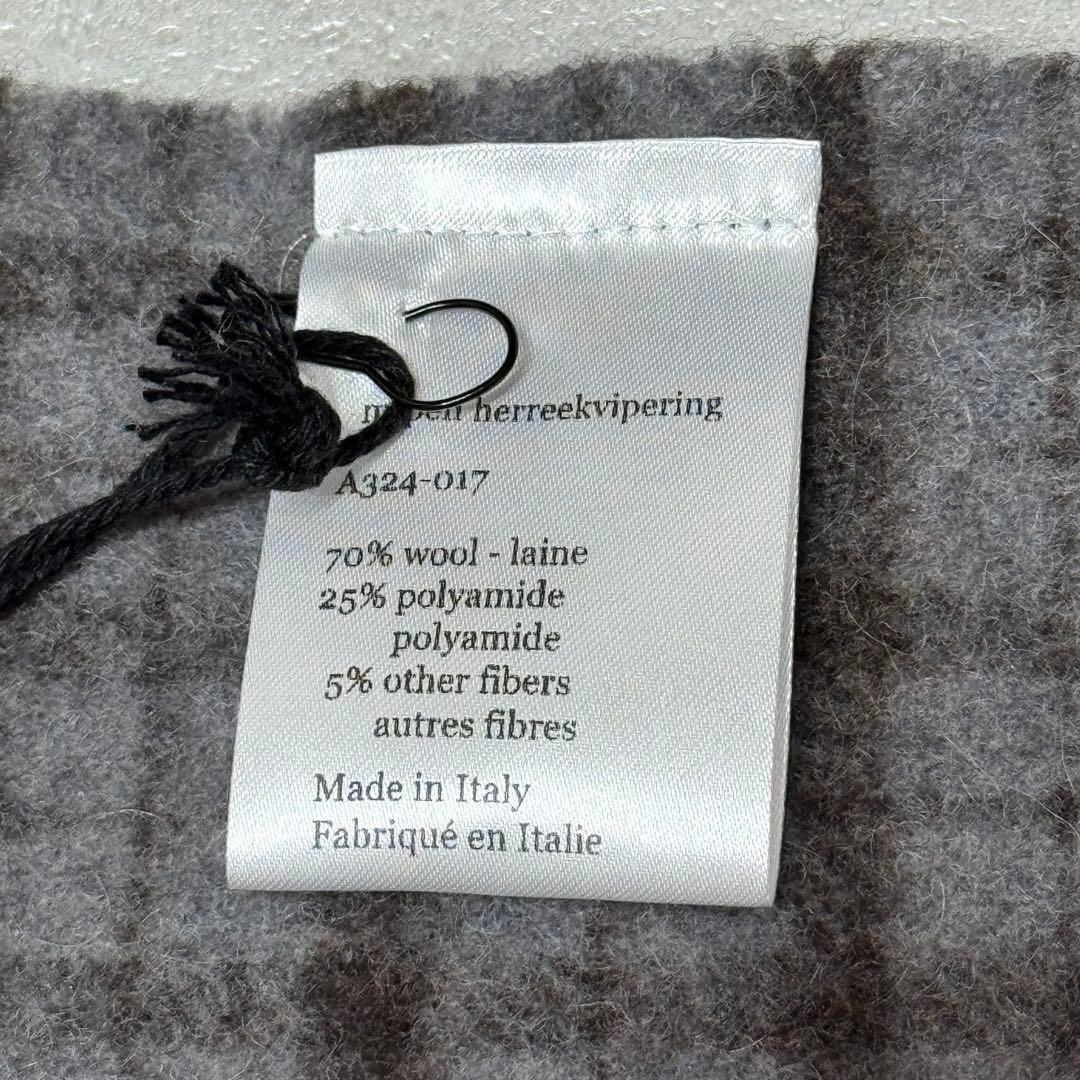 herreekvipering
A324-017
70% wool - laine
25% polyamide
polyamide
5% other fibers
autres fibres
Made in Italy
Fabriqué en Italie